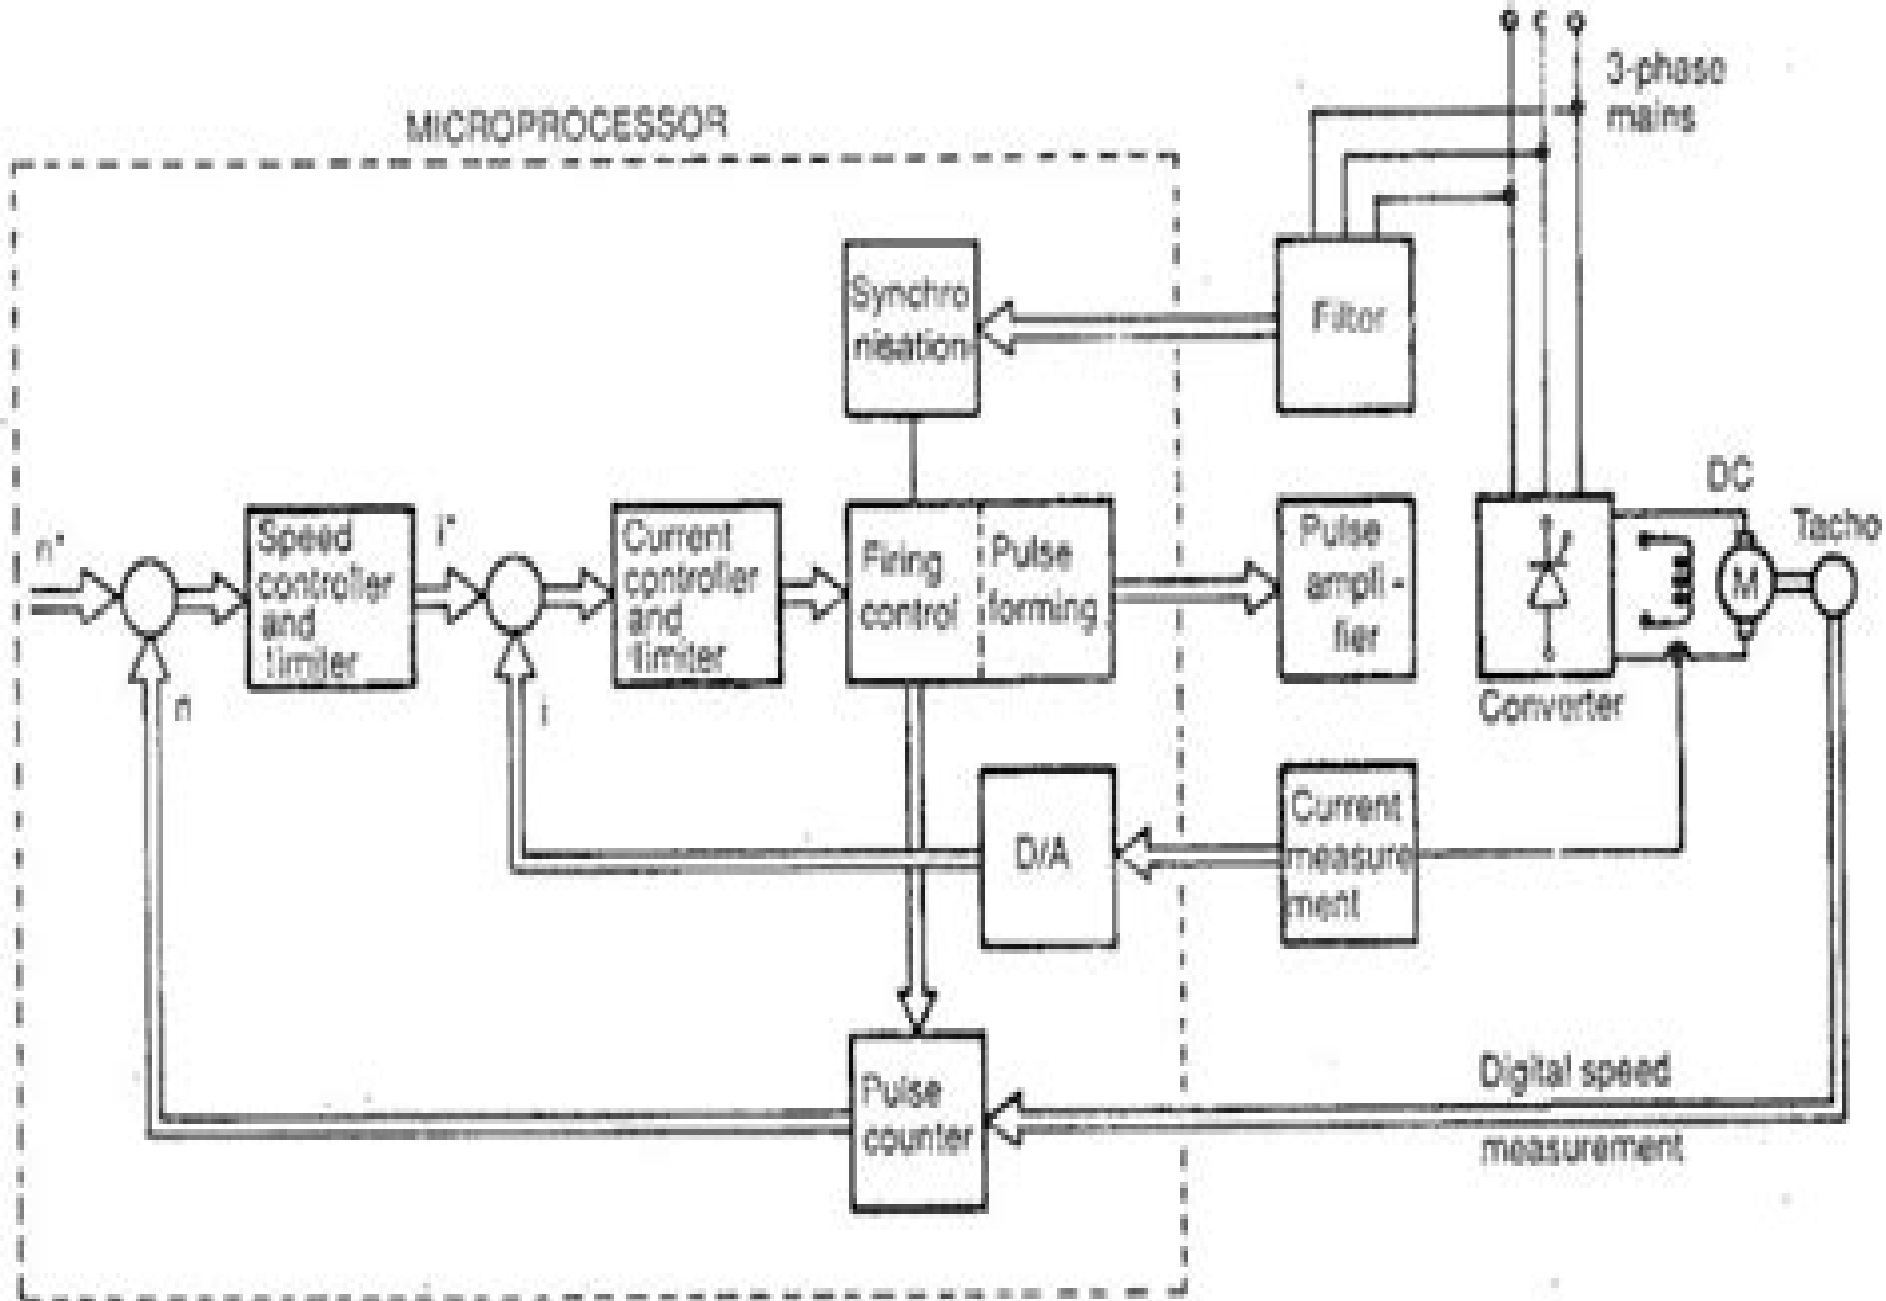 3-phase
mains
MICROPROCESSOR
Synchro
nisation
Filter
DC
Tacho
n*
Speed
controller
and
limiter
i*
Current
controller
and
limiter
Firing
control
Pulse
forming
Pulse
ampli -
fier
M
Converter
n
i
D/A
Current
measure
ment
Pulse
counter
Digital speed
measurement